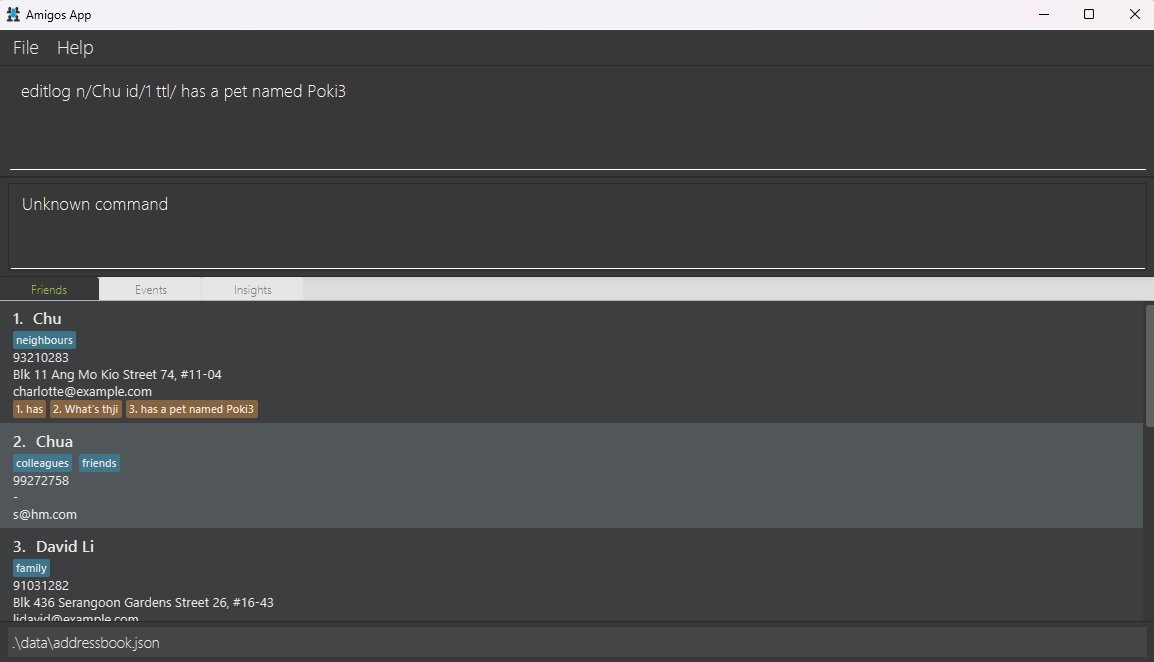 Amigos App
File Help
editlog n/Chu id/1 ttl/ has a pet named Poki3
Unknown command
Friends Events Insights
1. Chu
neighbours
93210283
Blk 11 Ang Mo Kio Street 74, #11-04
charlotte@example.com
1. has 2. What's thji 3. has a pet named Poki3
2. Chua
colleagues friends
99272758
-
s@hm.com
3. David Li
family
91031282
Blk 436 Serangoon Gardens Street 26, #16-43
lidavid@example.com
.\data\addressbook.json